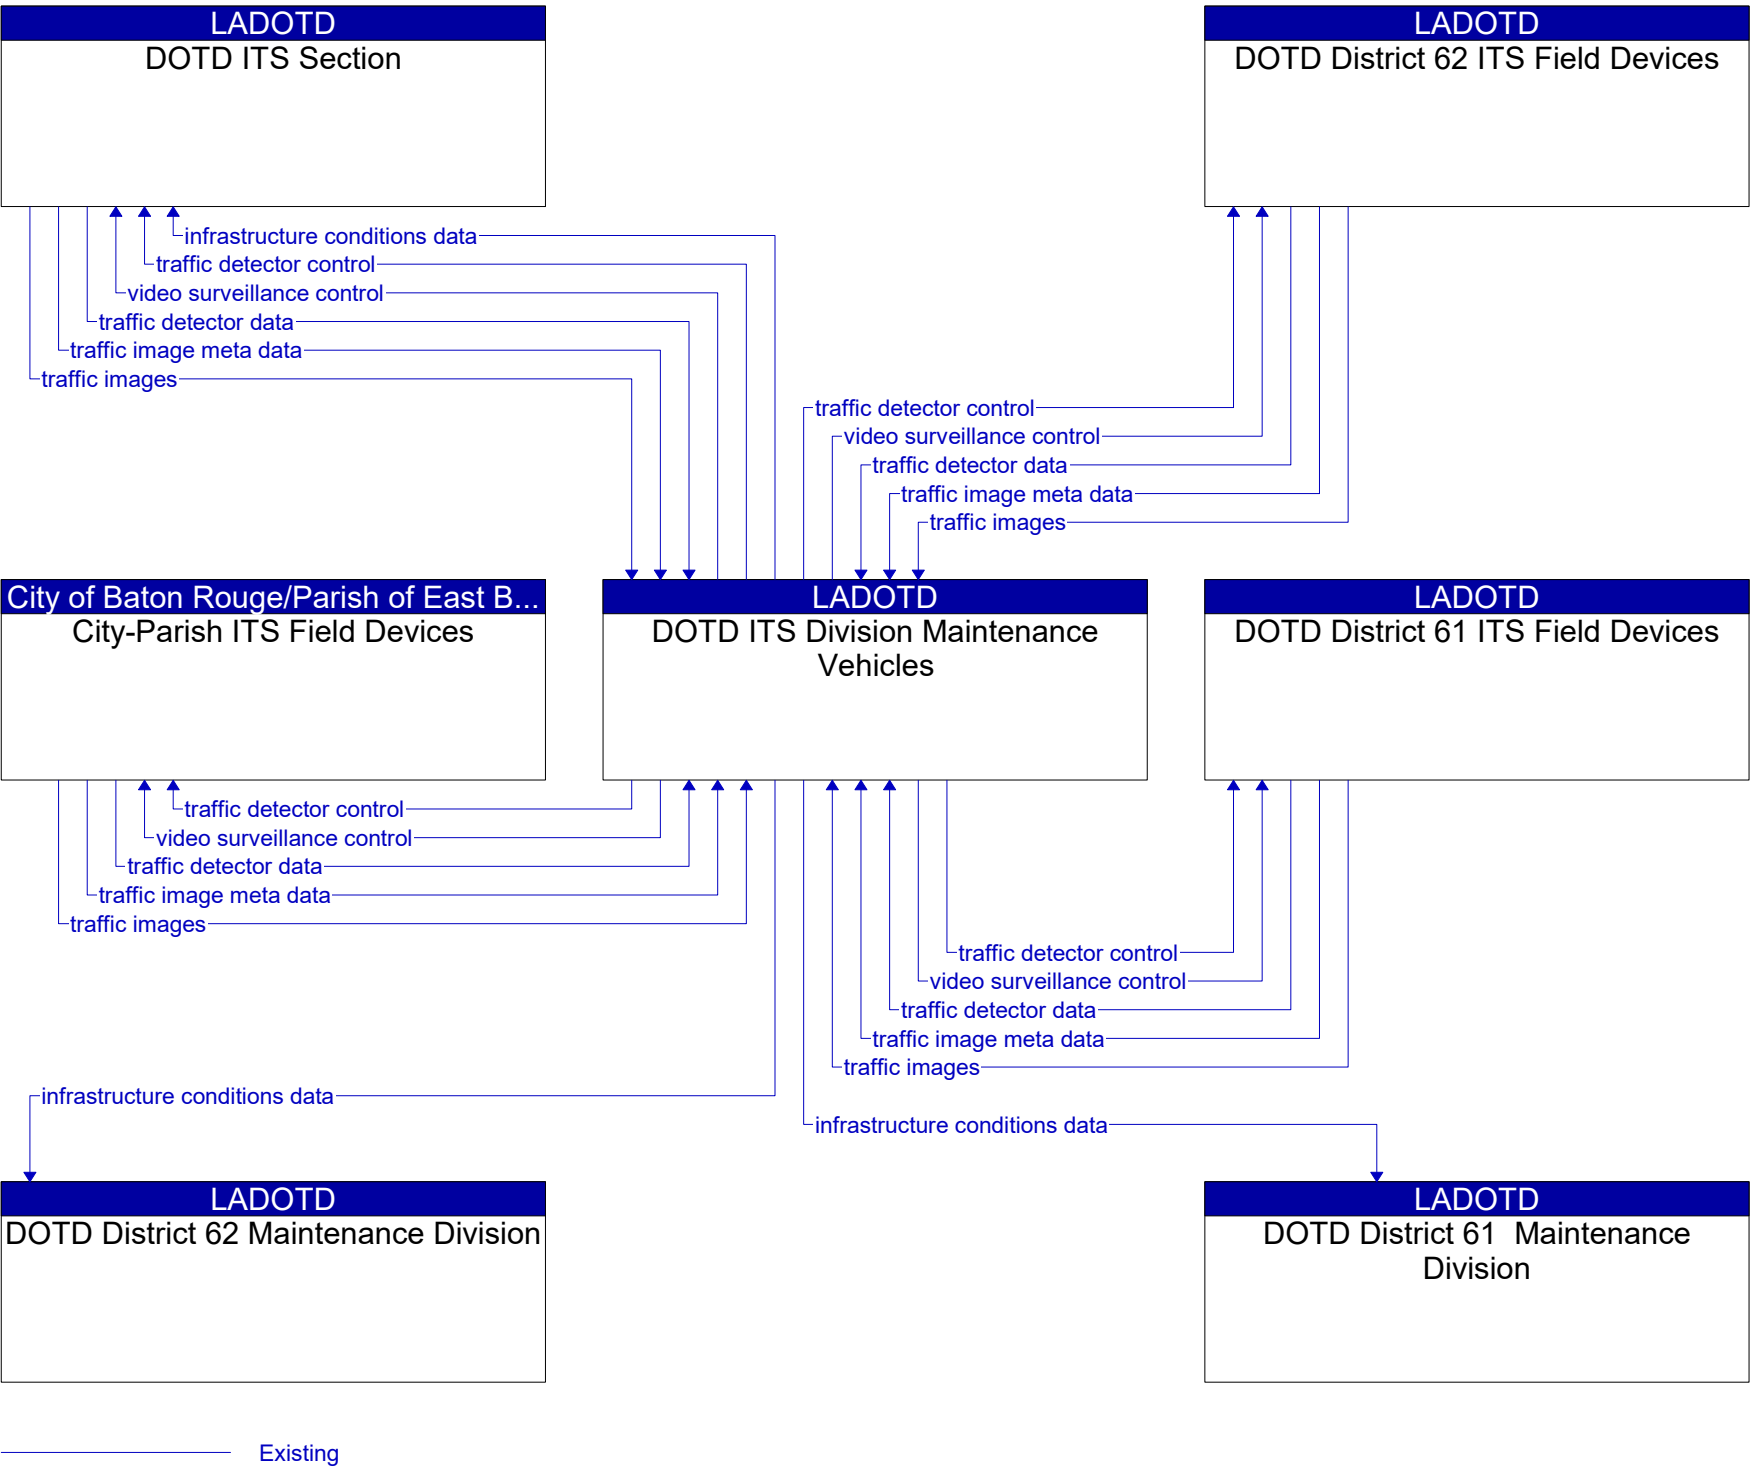 LADOTD
DOTD ITS Section
LADOTD
DOTD District 62 ITS Field Devices
infrastructure conditions data
traffic detector control
video surveillance control
traffic detector data
traffic image meta data
traffic images
traffic detector control
video surveillance control
traffic detector data
traffic image meta data
traffic images
City of Baton Rouge/Parish of East B...
City-Parish ITS Field Devices
LADOTD
DOTD ITS Division Maintenance
Vehicles
LADOTD
DOTD District 61 ITS Field Devices
traffic detector control
video surveillance control
traffic detector data
traffic image meta data
traffic images
traffic detector control
video surveillance control
traffic detector data
traffic image meta data
traffic images
infrastructure conditions data
infrastructure conditions data
LADOTD
DOTD District 62 Maintenance Division
LADOTD
DOTD District 61  Maintenance
Division
Existing